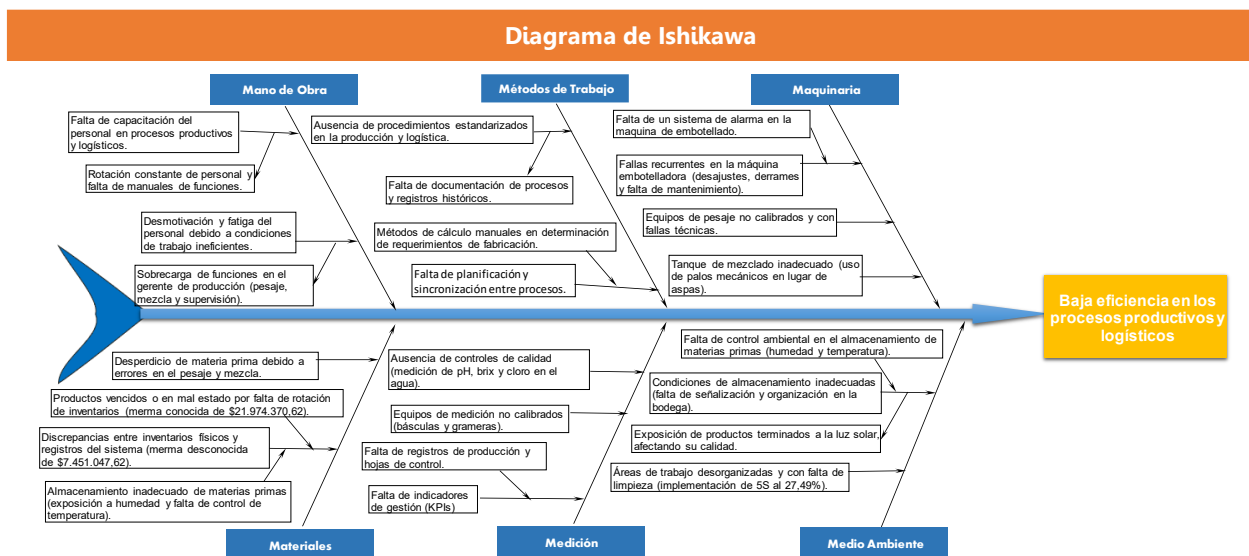 Diagrama de Ishikawa
Mano de Obra
Falta de capacitación del
personal en procesos productivos
y logísticos.
Rotación constante de personal y
falta de manuales de funciones.
Desmotivación y fatiga del
personal debido a condiciones
de trabajo ineficientes.
Sobrecarga de funciones en el
gerente de producción (pesaje,
mezcla y supervisión).
Métodos de Trabajo
Ausencia de procedimientos estandarizados
en la producción y logística.
Falta de documentación de procesos
y registros históricos.
Métodos de cálculo manuales en determinación
de requerimientos de fabricación.
Falta de planificación y
sincronización entre procesos.
Maquinaria
Falta de un sistema de alarma en la
maquina de embotellado.
Fallas recurrentes en la máquina
embotelladora (desajustes, derrames
y falta de mantenimiento).
Equipos de pesaje no calibrados y con
fallas técnicas.
Tanque de mezclado inadecuado (uso
de palos mecánicos en lugar de
aspas).
Baja eficiencia en los
procesos productivos y
logísticos
Desperdicio de materia prima debido a
errores en el pesaje y mezcla.
Productos vencidos o en mal estado por falta de rotación
de inventarios (merma conocida de $21.974.370,62).
Discrepancias entre inventarios físicos y
registros del sistema (merma desconocida
de $7.451.047,62).
Almacenamiento inadecuado de materias primas
(exposición a humedad y falta de control de
temperatura).
Materiales
Ausencia de controles de calidad
(medición de pH, brix y cloro en el
agua).
Equipos de medición no calibrados
(básculas y grameras).
Falta de registros de producción y
hojas de control.
Falta de indicadores
de gestión (KPIs)
Medición
Falta de control ambiental en el almacenamiento de
materias primas (humedad y temperatura).
Condiciones de almacenamiento inadecuadas
(falta de señalización y organización en la
bodega).
Exposición de productos terminados a la luz solar,
afectando su calidad.
Áreas de trabajo desorganizadas y con falta de
limpieza (implementación de 5S al 27,49%).
Medio Ambiente